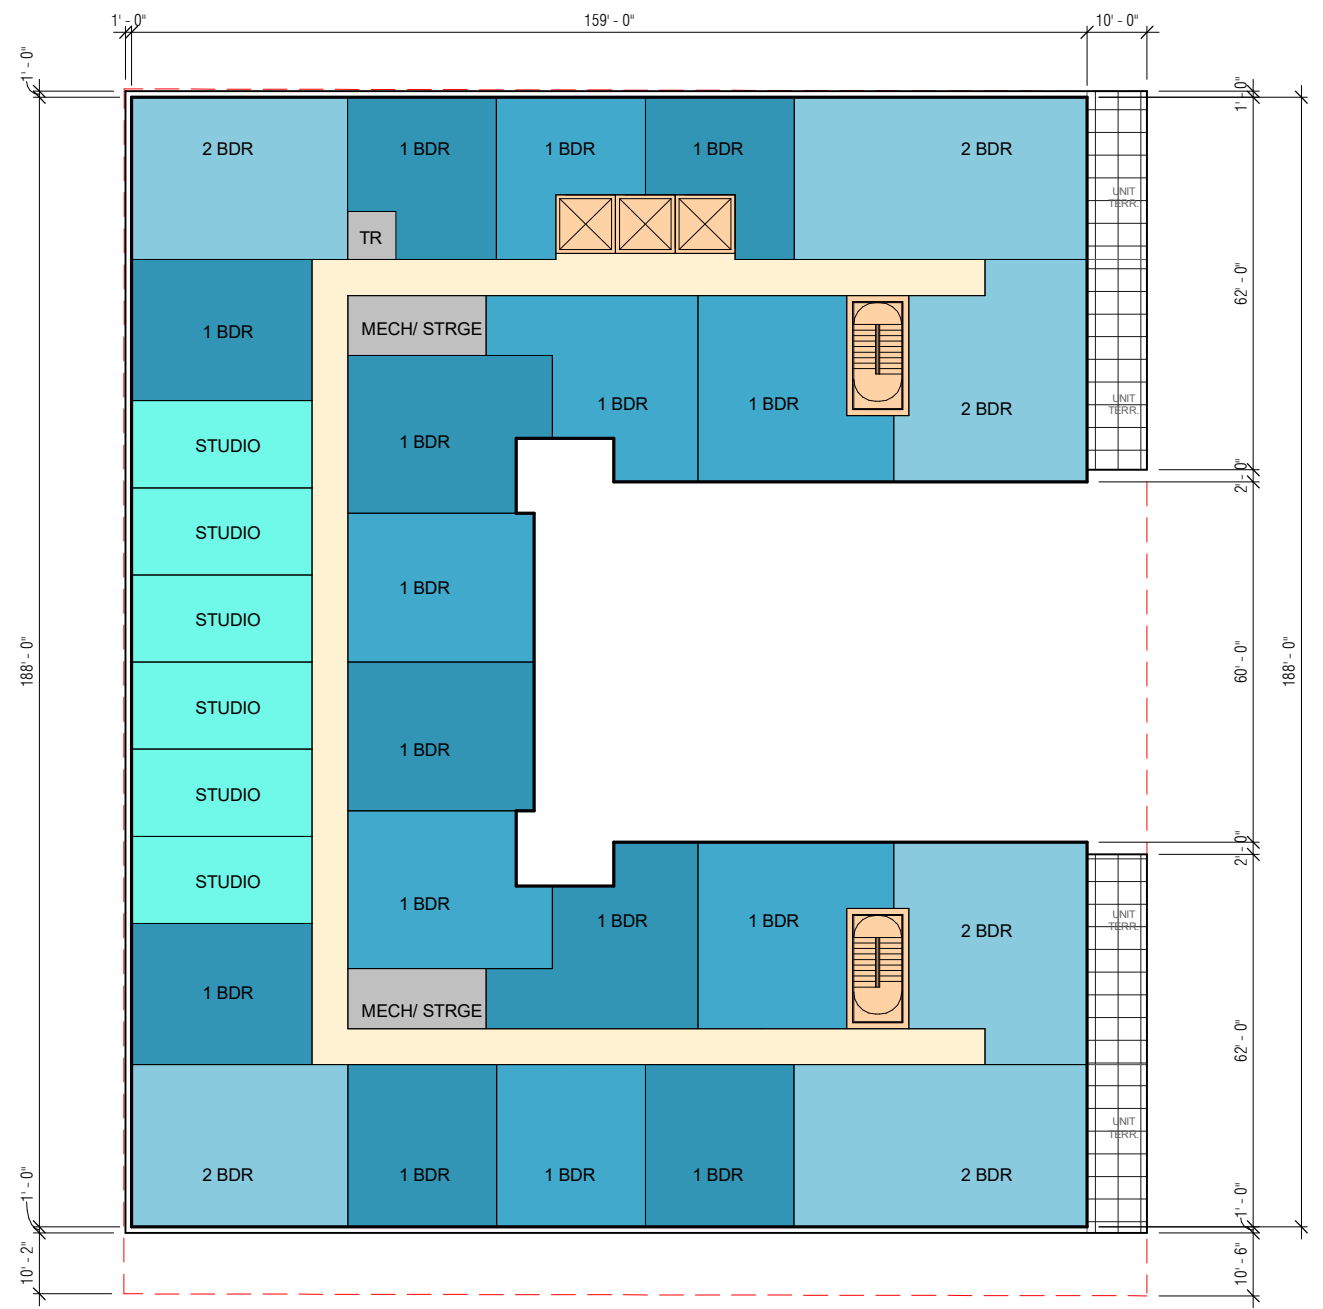 1' - 0"
159' - 0"
10' - 0"
1' - 0"
1' - 0"
2 BDR
1 BDR
1 BDR
1 BDR
2 BDR
UNIT
TERR.
TR
62' - 0"
MECH/ STRGE
1 BDR
1 BDR
1 BDR
2 BDR
UNIT
TERR.
STUDIO
1 BDR
2' - 0"
STUDIO
1 BDR
STUDIO
188' - 0"
60' - 0"
188' - 0"
STUDIO
1 BDR
STUDIO
2' - 0"
STUDIO
1 BDR
1 BDR
1 BDR
2 BDR
UNIT
TERR.
1 BDR
MECH/ STRGE
62' - 0"
UNIT
TERR.
2 BDR
1 BDR
1 BDR
1 BDR
2 BDR
1' - 0"
1' - 0"
10' - 2"
10' - 6"